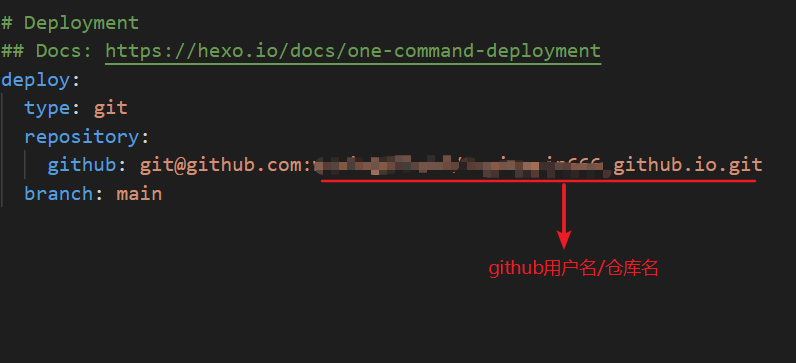 # Deployment
## Docs: https://hexo.io/docs/one-command-deployment
deploy:
  type: git
  repository:
    github: git@github.com: github.io.git
  branch: main
github用户名/仓库名